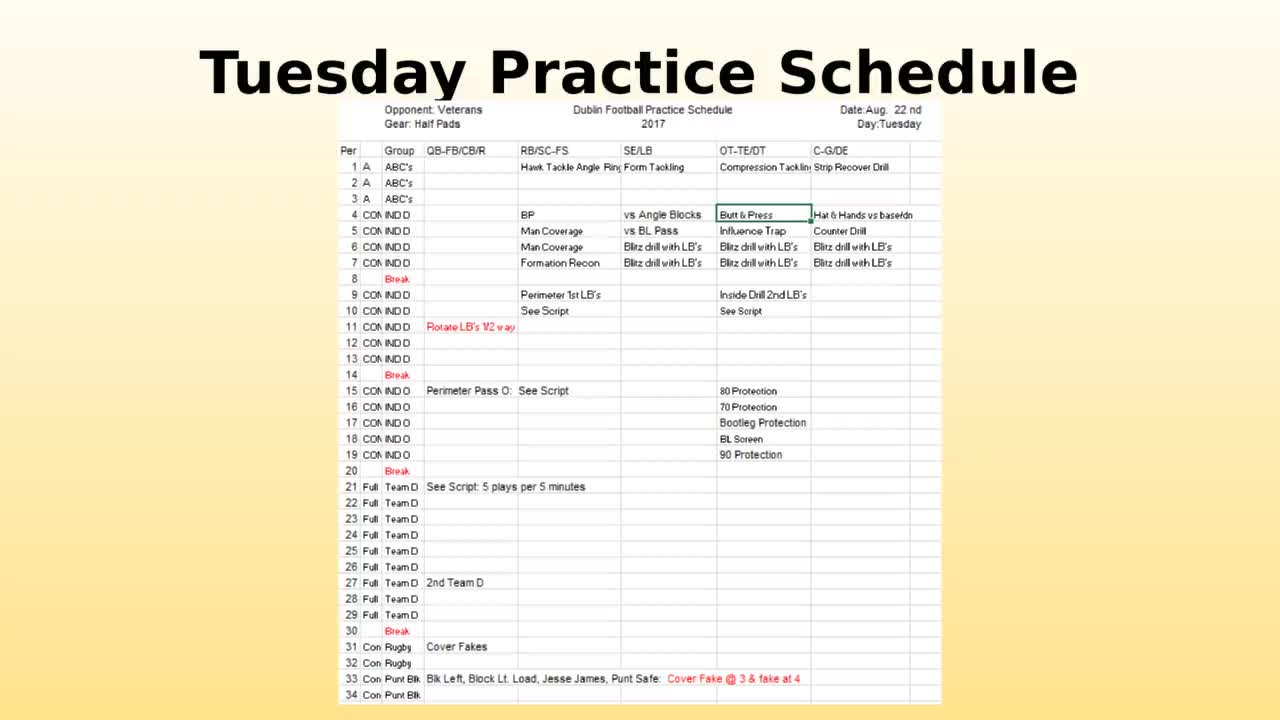 Tuesday Practice Schedule
Opponent: Veterans Dublin Football Practice Schedule Date:Aug. 22 nd
Gear: Half Pads 2017 Day:Tuesday
Per Group QB-FB/CB/R RB/SC-FS SE/LB OT-TE/DT C-G/DE
1 A ABC's Hawk Tackle Angle Ring Form Tackling Compression Tackling Strip Recover Drill
2 A ABC's
3 A ABC's
4 CON IND D BP vs Angle Blocks Butt & Press Hat & Hands vs base/dn
5 CON IND D Man Coverage vs BL Pass Influence Trap Counter Drill
6 CON IND D Man Coverage Blitz drill with LB's Blitz drill with LB's Blitz drill with LB's
7 CON IND D Formation Recon Blitz drill with LB's Blitz drill with LB's Blitz drill with LB's
8 Break
9 CON IND D Perimeter 1st LB's Inside Drill 2nd LB's
10 CON IND D See Script See Script
11 CON IND D Rotate LB's 1/2 way
12 CON IND D
13 CON IND D
14 Break
15 CON IND O Perimeter Pass O: See Script 80 Protection
16 CON IND O 70 Protection
17 CON IND O Bootleg Protection
18 CON IND O BL Screen
19 CON IND O 90 Protection
20 Break
21 Full Team D See Script: 5 plays per 5 minutes
22 Full Team D
23 Full Team D
24 Full Team D
25 Full Team D
26 Full Team D
27 Full Team D 2nd Team D
28 Full Team D
29 Full Team D
30 Break
31 Con Rugby Cover Fakes
32 Con Rugby
33 Con Punt Blk Blk Left, Block Lt. Load, Jesse James, Punt Safe: Cover Fake @ 3 & fake at 4
34 Con Punt Blk